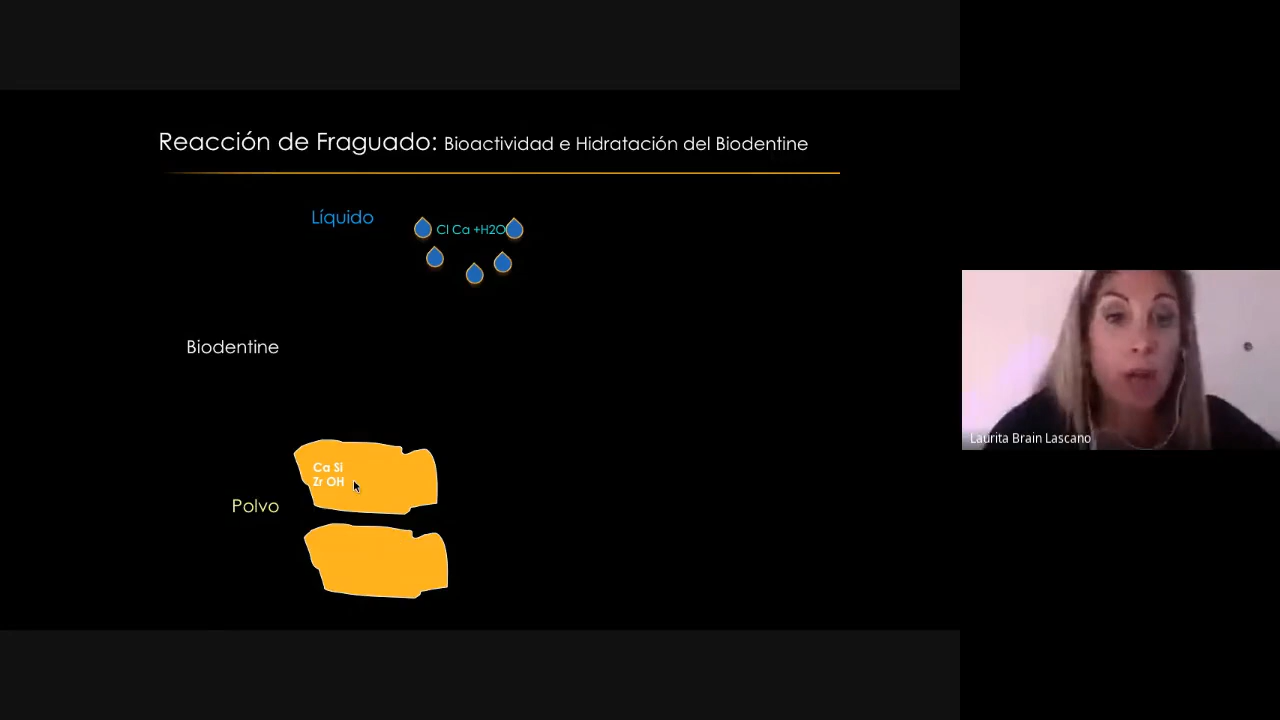 Reacción de Fraguado: Bioactividad e Hidratación del Biodentine
Líquido
Cl Ca +H2O
Biodentine
Ca Si
Zr OH
Polvo
Laurita Brain Lascano